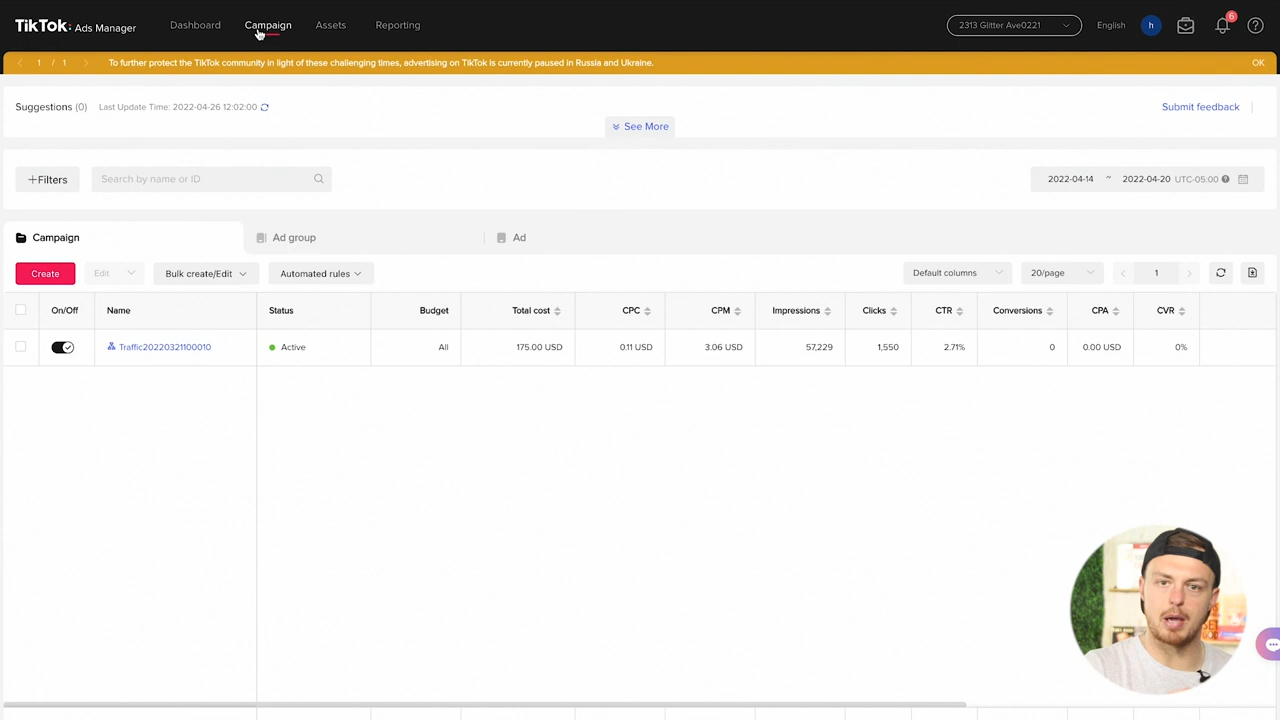 TikTok: Ads Manager Dashboard Campaign Assets Reporting 2313 Glitter Ave0221 English h 6
1 / 1 To further protect the TikTok community in light of these challenging times, advertising on TikTok is currently paused in Russia and Ukraine. OK
Suggestions (0) Last Update Time: 2022-04-26 12:02:00 Submit feedback
See More
+Filters Search by name or ID 2022-04-14 ~ 2022-04-20 UTC-05:00
Campaign Ad group Ad
Create Edit Bulk create/Edit Automated rules Default columns 20/page 1
On/Off Name Status Budget Total cost CPC CPM Impressions Clicks CTR Conversions CPA CVR
Traffic20220321100010 Active All 175.00 USD 0.11 USD 3.06 USD 57,229 1,550 2.71% 0 0.00 USD 0%